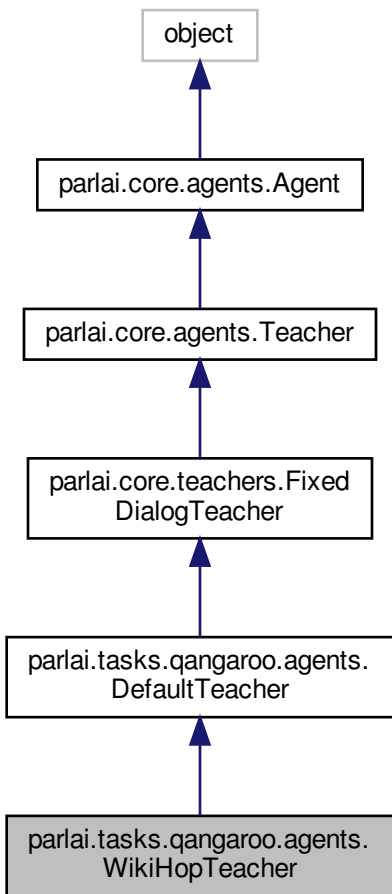 object
parlai.core.agents.Agent
parlai.core.agents.Teacher
parlai.core.teachers.Fixed
DialogTeacher
parlai.tasks.qangaroo.agents.
DefaultTeacher
parlai.tasks.qangaroo.agents.
WikiHopTeacher